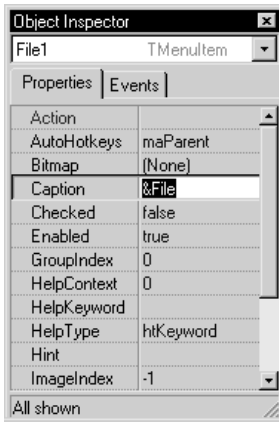 Object Inspector
File1 TMenuItem
Properties Events
Action
AutoHotkeys maParent
Bitmap (None)
Caption &File
Checked false
Enabled true
GroupIndex 0
HelpContext 0
HelpKeyword
HelpType htKeyword
Hint
ImageIndex -1
All shown